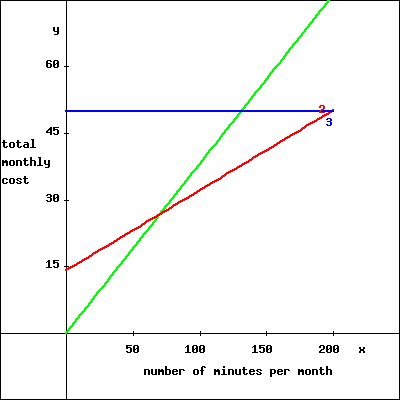 y
60
2
3
45
total
monthly
cost
30
15
50 100 150 200 x
number of minutes per month